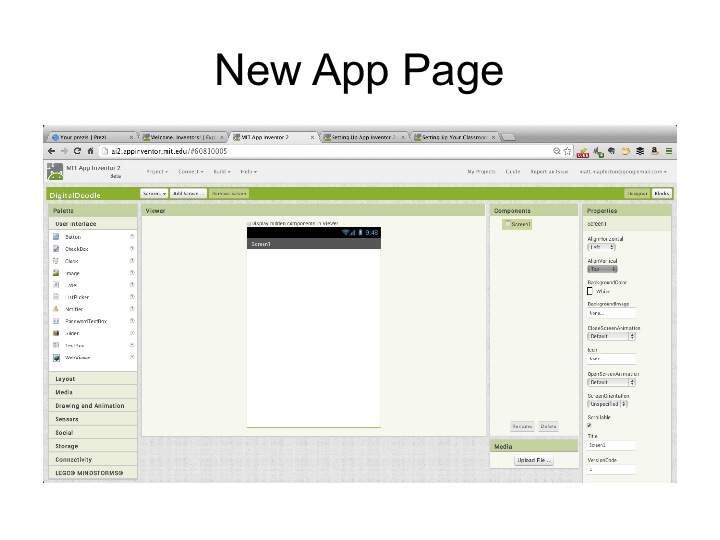 New App Page
Your prezis | Prezi
Welcome, Inventors! | Expl
MIT App Inventor 2
Setting Up App Inventor 2
Setting Up Your Classroom
ai2.appinventor.mit.edu/#60830005
MIT App Inventor 2
Beta
Project
Connect
Build
Help
My Projects
Guide
Report an Issue
matt.mapleston@googlemail.com
DigitalDoodle
Screen1
Add Screen ...
Remove Screen
Designer
Blocks
Palette
Viewer
Components
Properties
User Interface
Button
CheckBox
Clock
Image
Label
ListPicker
Notifier
PasswordTextBox
Slider
TextBox
WebViewer
Layout
Media
Drawing and Animation
Sensors
Social
Storage
Connectivity
LEGO® MINDSTORMS®
Display hidden components in Viewer
9:48
Screen1
Screen1
Rename
Delete
Media
Upload File ...
Screen1
AlignHorizontal
Left
AlignVertical
Top
BackgroundColor
White
BackgroundImage
None...
CloseScreenAnimation
Default
Icon
None...
OpenScreenAnimation
Default
ScreenOrientation
Unspecified
Scrollable
Title
Screen1
VersionCode
1